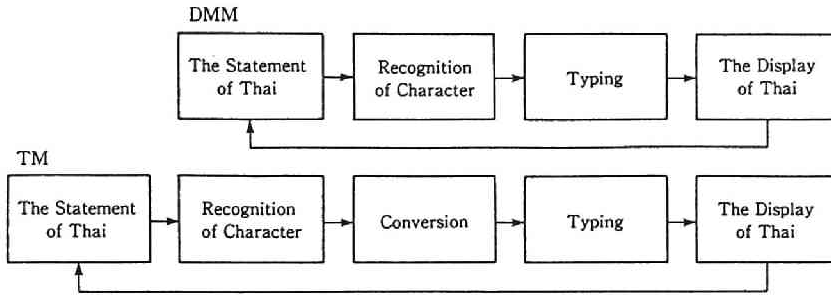 DMM
The Statement
of Thai
Recognition
of Character
Typing
The Display
of Thai
TM
The Statement
of Thai
Recognition
of Character
Conversion
Typing
The Display
of Thai